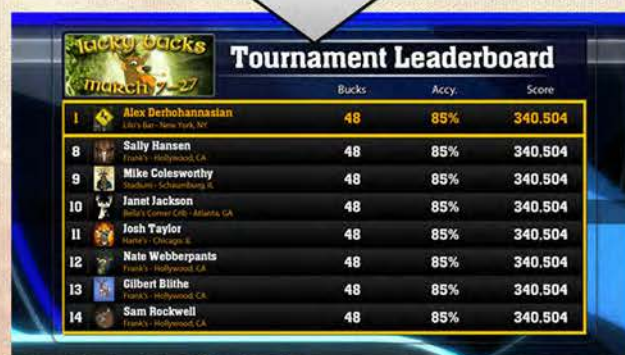 lucky bucks
march 7-27
Tournament Leaderboard
Bucks Accy. Score
1 Alex Derhohannasian 48 85% 340.504
Lilo's Bar - New York, NY
8 Sally Hansen 48 85% 340.504
Frank's - Hollywood, CA
9 Mike Colesworthy 48 85% 340.504
Stadium - Schaumburg, IL
10 Janet Jackson 48 85% 340.504
Bella's Corner Crib - Atlanta, GA
11 Josh Taylor 48 85% 340.504
- Chicago, IL
12 Nate Webberpants 48 85% 340.504
Frank's - Hollywood, CA
13 Gilbert Blithe 48 85% 340.504
Frank's - Hollywood, CA
14 Sam Rockwell 48 85% 340.504
Frank's - Hollywood, CA